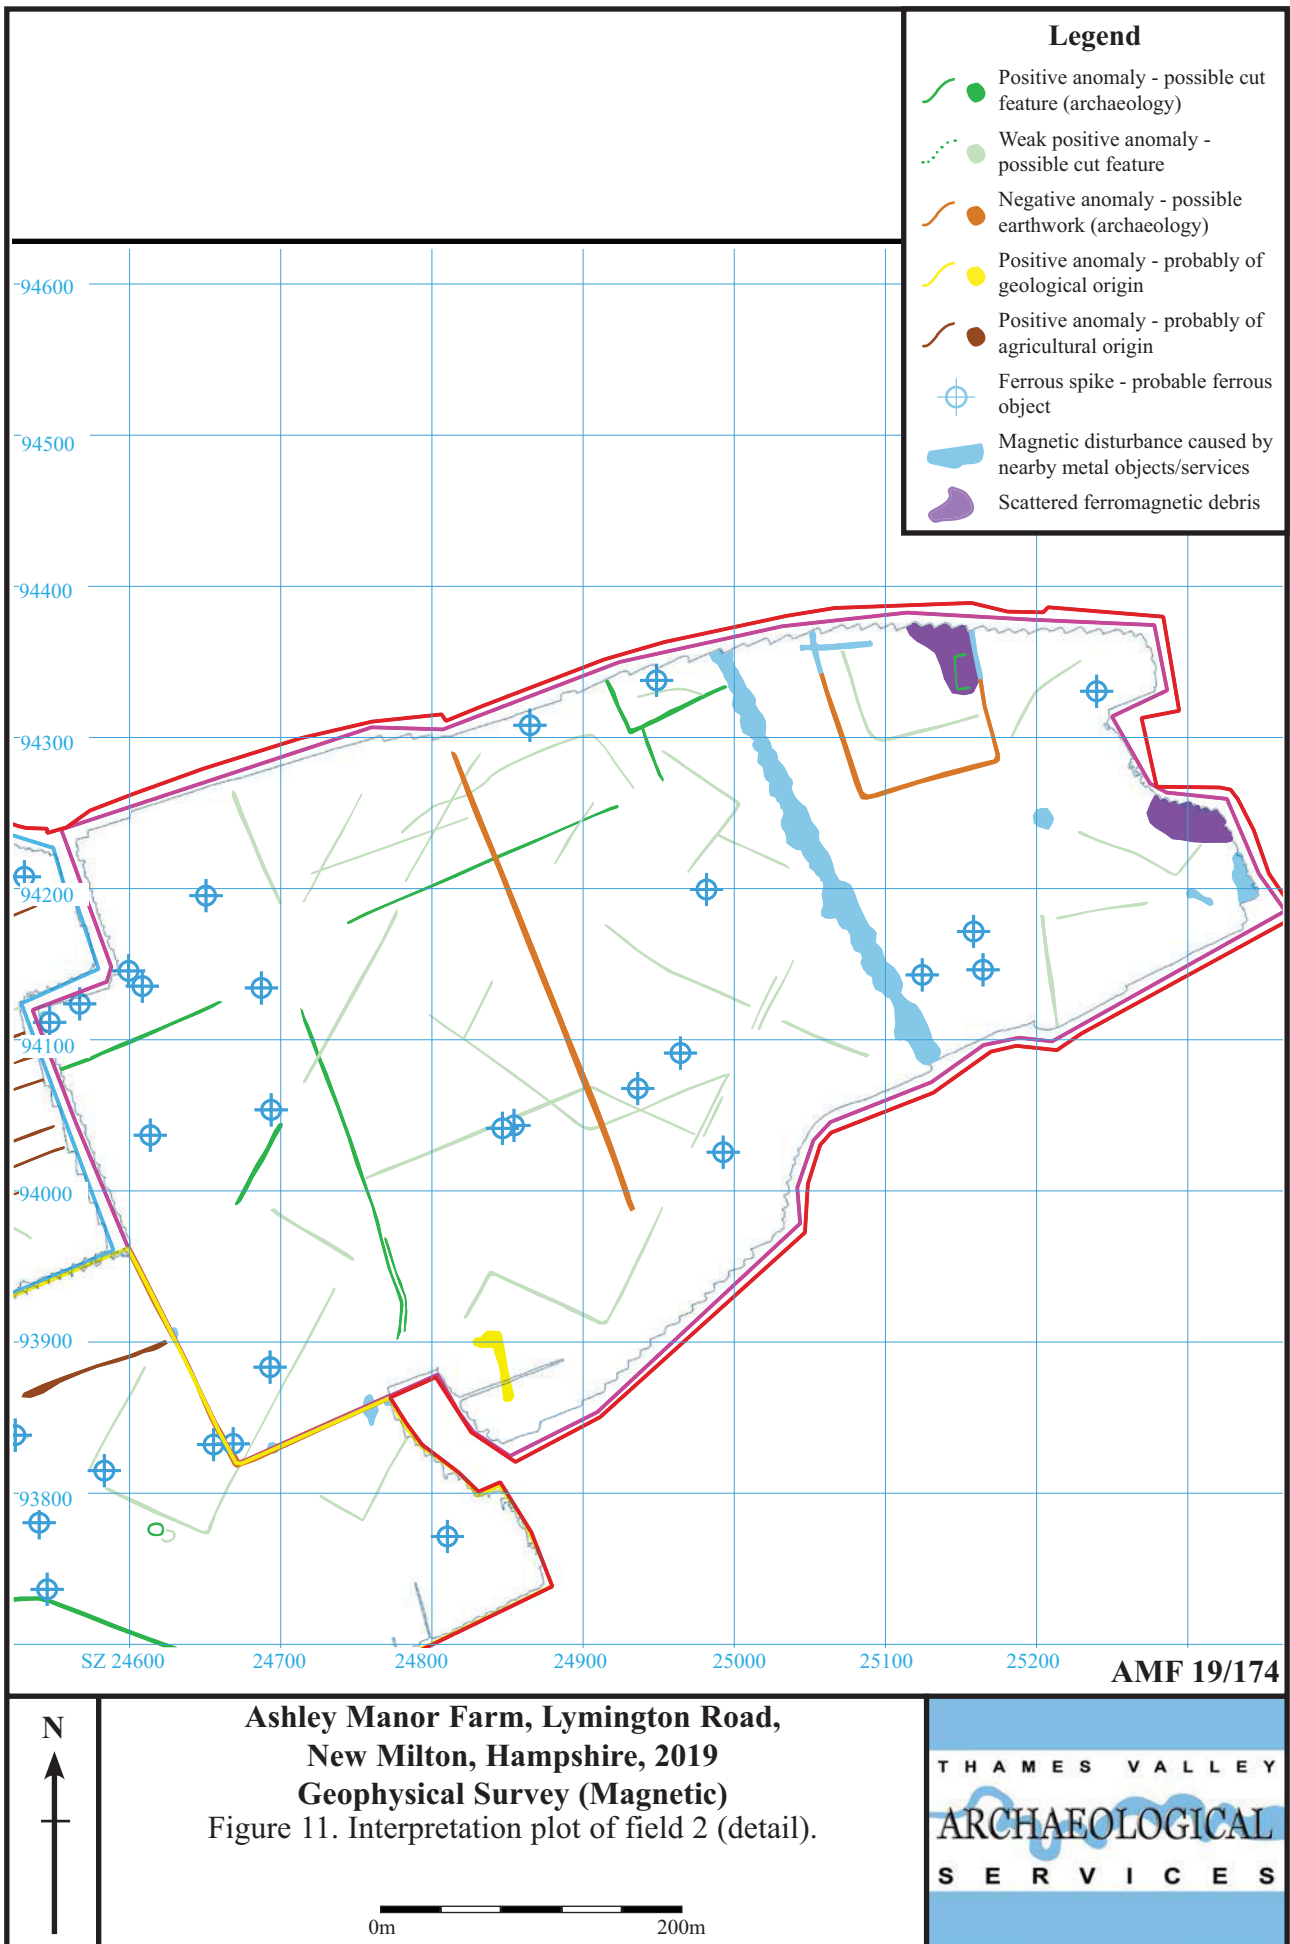 Legend
Positive anomaly - possible cut
feature (archaeology)
Weak positive anomaly -
possible cut feature
Negative anomaly - possible
earthwork (archaeology)
Positive anomaly - probably of
geological origin
Positive anomaly - probably of
agricultural origin
Ferrous spike - probable ferrous
object
Magnetic disturbance caused by
nearby metal objects/services
Scattered ferromagnetic debris
94600
94500
94400
94300
94200
94100
94000
93900
93800
SZ 24600
24700
24800
24900
25000
25100
25200
AMF 19/174
N
Ashley Manor Farm, Lymington Road,
New Milton, Hampshire, 2019
Geophysical Survey (Magnetic)
Figure 11. Interpretation plot of field 2 (detail).
0m
200m
THAMES VALLEY
ARCHAEOLOGICAL
SERVICES